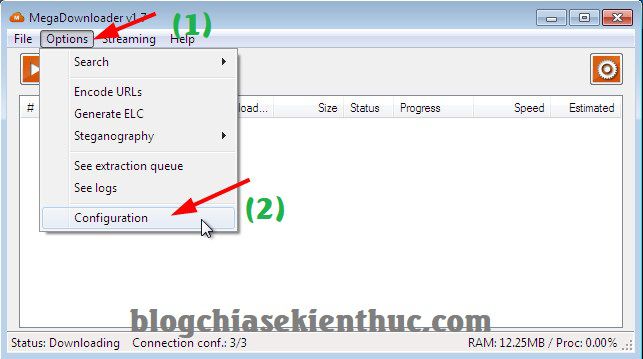 MegaDownloader v1.7
(1)
File Options Streaming Help
Search
Encode URLs
Generate ELC
Steganography
See extraction queue
See logs
Configuration
(2)
# Size Status Progress Speed Estimated
blogchiasekienthuc.com
Status: Downloading Connection conf.: 3/3 RAM: 12.25MB / Proc: 0.00%